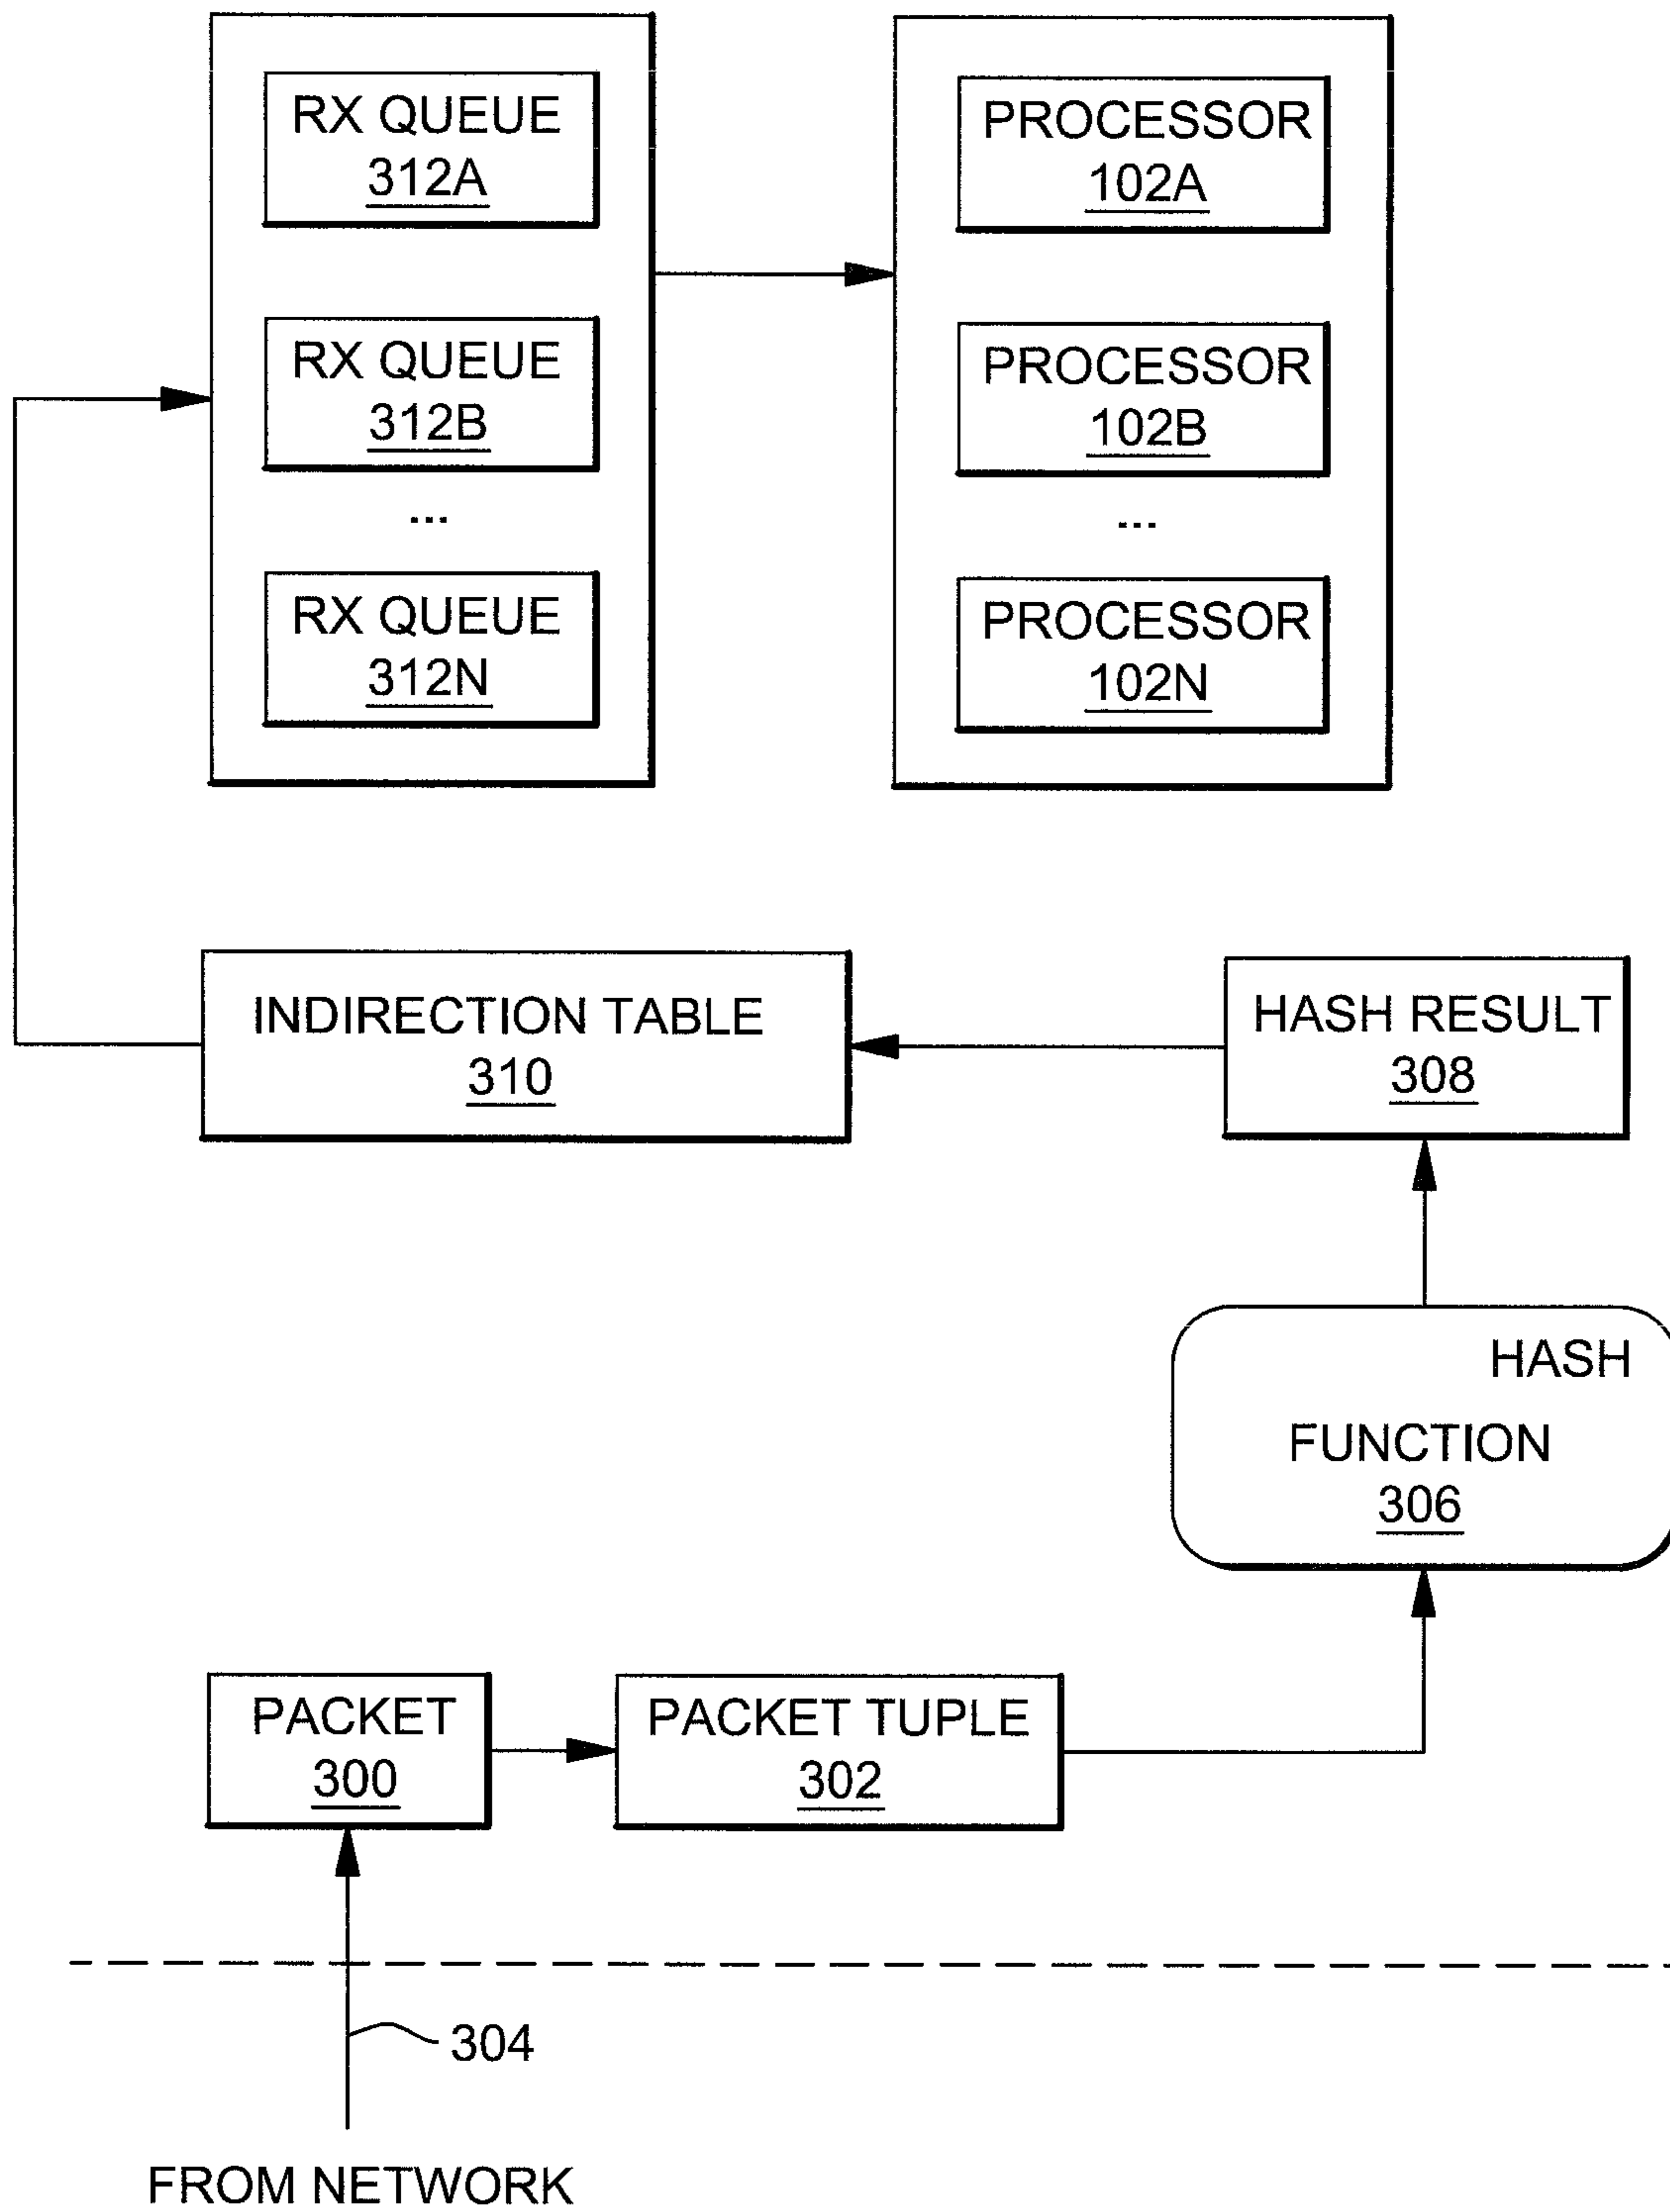 RX QUEUE
312A
RX QUEUE
312B
...
RX QUEUE
312N
PROCESSOR
102A
PROCESSOR
102B
...
PROCESSOR
102N
INDIRECTION TABLE
310
HASH RESULT
308
HASH
FUNCTION
306
PACKET
300
PACKET TUPLE
302
304
FROM NETWORK